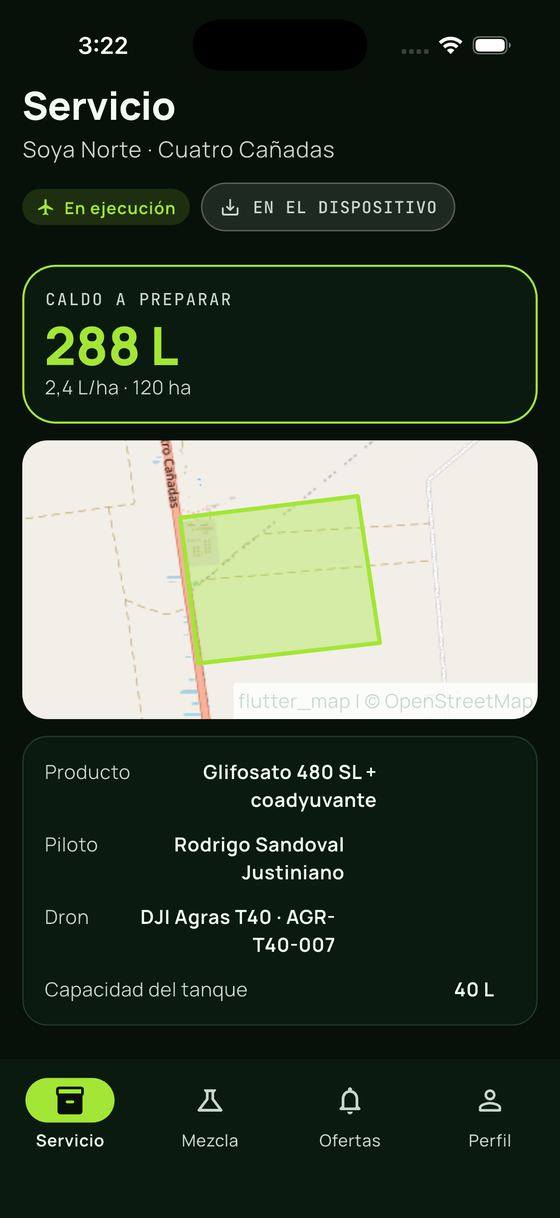 3:22
Servicio
Soya Norte · Cuatro Cañadas
En ejecución
EN EL DISPOSITIVO
CALDO A PREPARAR
288 L
2,4 L/ha · 120 ha
ro Cañadas
flutter_map | © OpenStreetMap
Producto
Glifosato 480 SL +
coadyuvante
Piloto
Rodrigo Sandoval
Justiniano
Dron
DJI Agras T40 · AGR-
T40-007
Capacidad del tanque
40 L
Servicio
Mezcla
Ofertas
Perfil